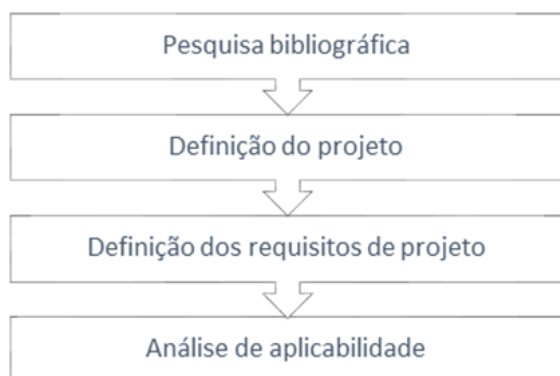 Pesquisa bibliográfica
Definição do projeto
Definição dos requisitos de projeto
Análise de aplicabilidade